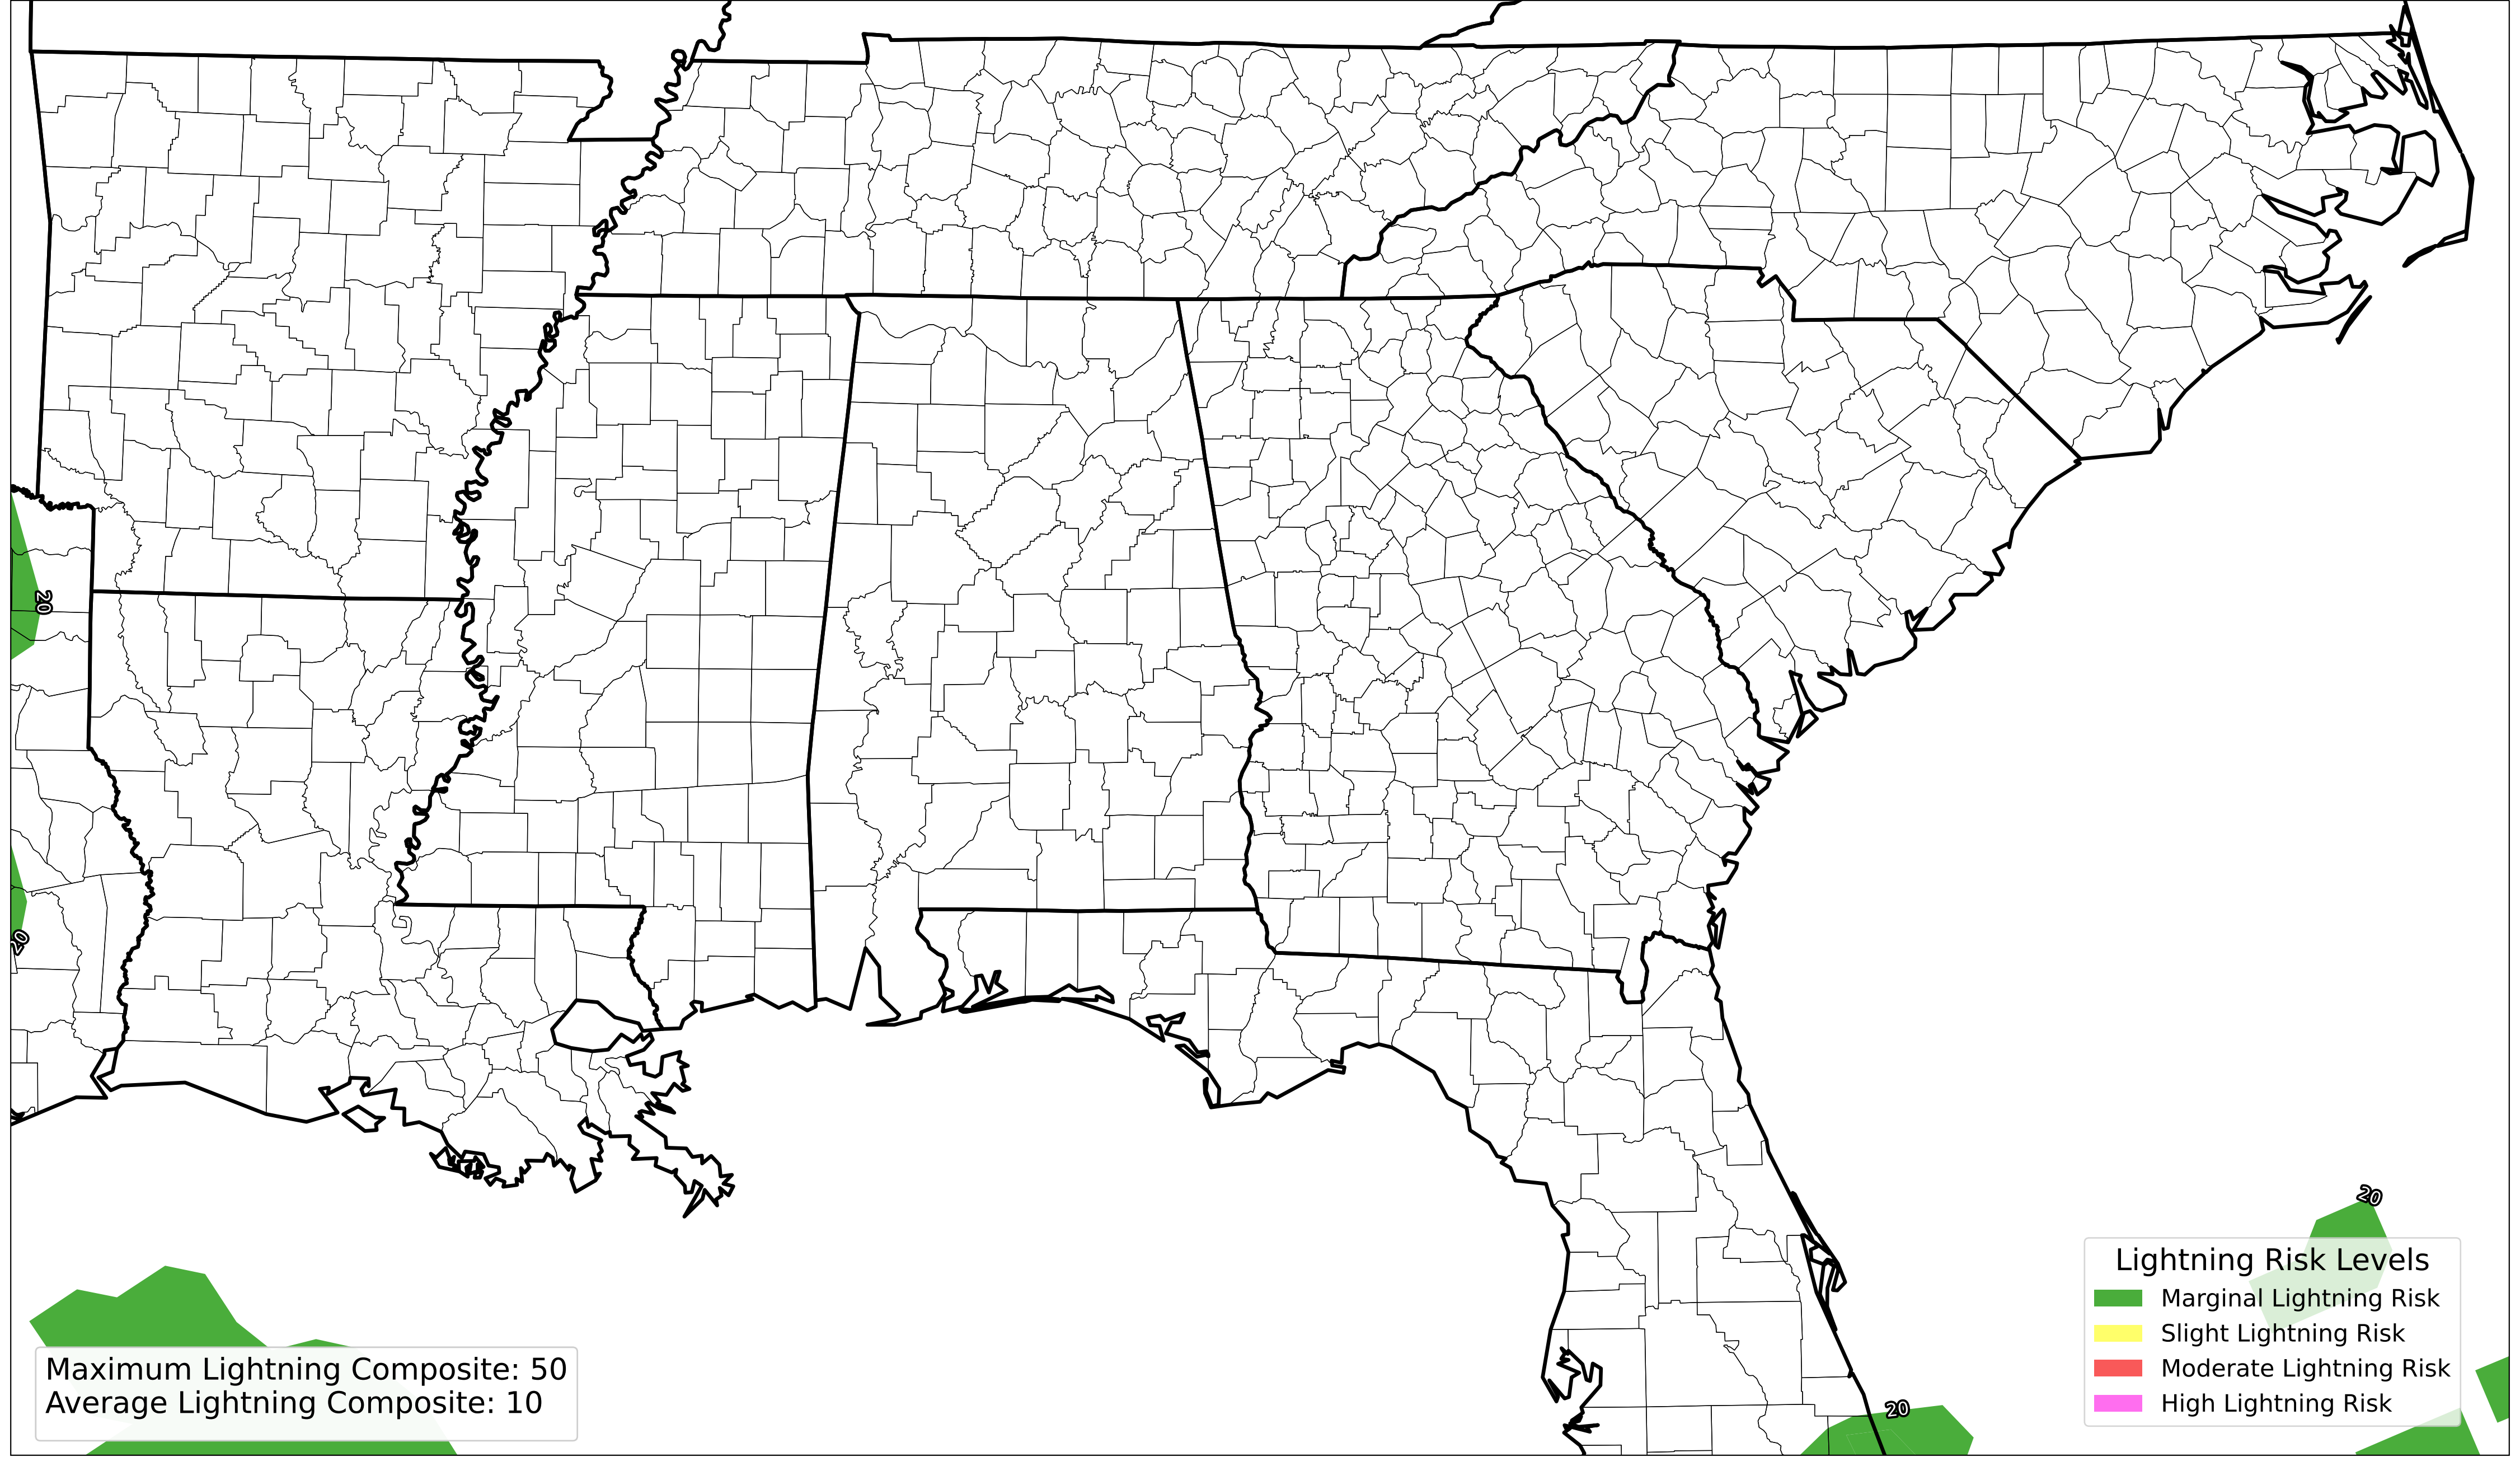 20
20
20
Lightning Risk Levels
Marginal Lightning Risk
Slight Lightning Risk
Moderate Lightning Risk
High Lightning Risk
Maximum Lightning Composite: 50
Average Lightning Composite: 10
20